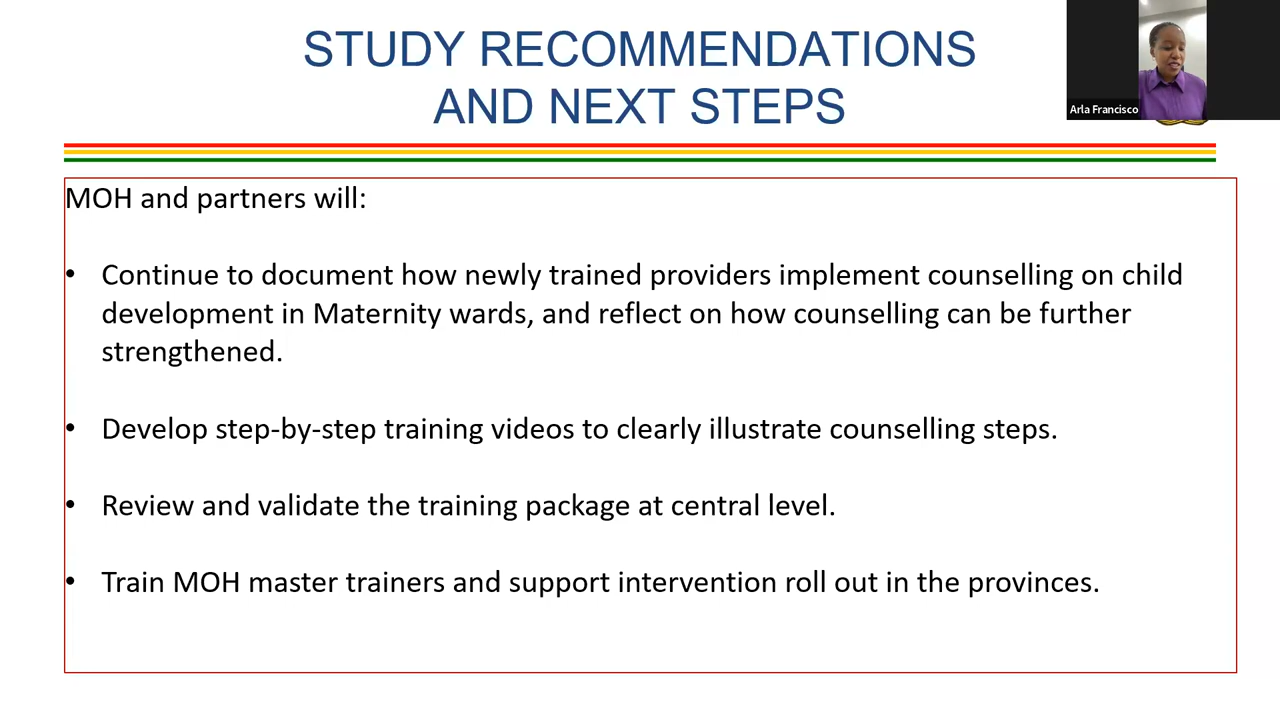 STUDY RECOMMENDATIONS
AND NEXT STEPS
Arla Francisco
MOH and partners will:
• Continue to document how newly trained providers implement counselling on child
development in Maternity wards, and reflect on how counselling can be further
strengthened.
• Develop step-by-step training videos to clearly illustrate counselling steps.
• Review and validate the training package at central level.
• Train MOH master trainers and support intervention roll out in the provinces.